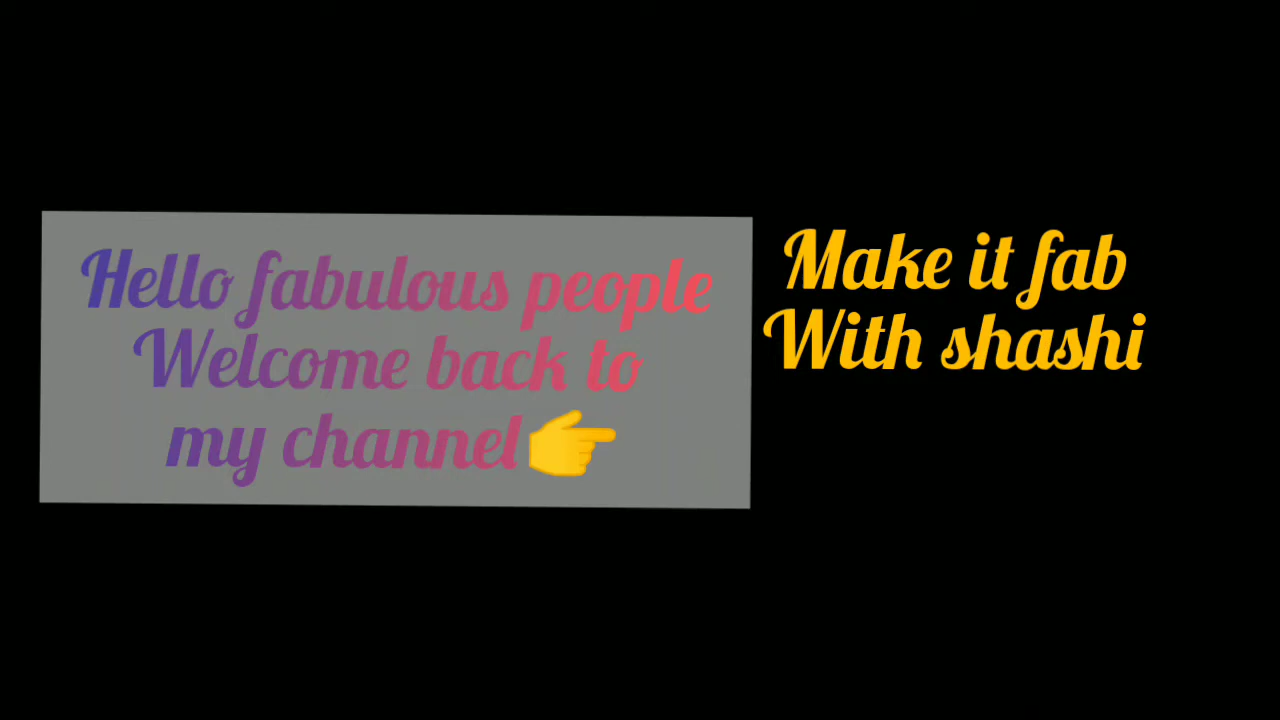 Hello fabulous people
Welcome back to
my channel👉
Make it fab
With shashi